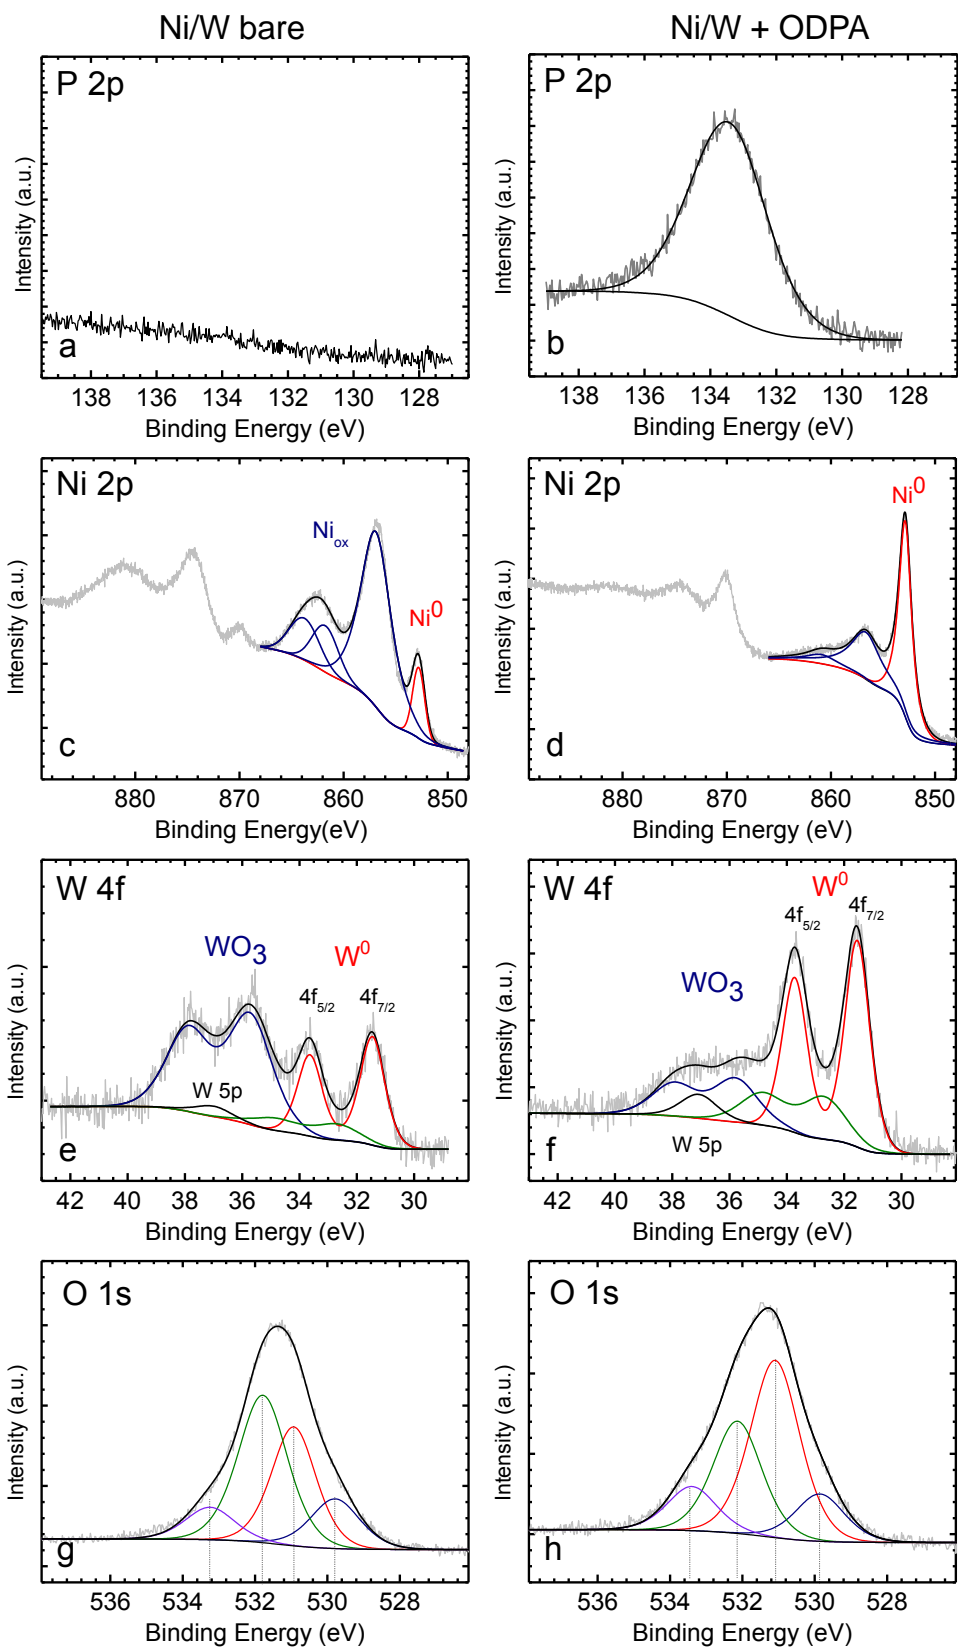 Ni/W bare
Ni/W + ODPA
P 2p
Intensity (a.u.)
a
138 136 134 132 130 128
Binding Energy (eV)
P 2p
Intensity (a.u.)
b
138 136 134 132 130 128
Binding Energy (eV)
Ni 2p
Ni_ox
Ni⁰
Intensity (a.u.)
c
880 870 860 850
Binding Energy(eV)
Ni 2p
Ni⁰
Intensity (a.u.)
d
880 870 860 850
Binding Energy (eV)
W 4f
WO₃
W⁰
4f₅/₂
4f₇/₂
W 5p
Intensity (a.u.)
e
42 40 38 36 34 32 30
Binding Energy (eV)
W 4f
W⁰
4f₅/₂
4f₇/₂
WO₃
W 5p
Intensity (a.u.)
f
42 40 38 36 34 32 30
Binding Energy (eV)
O 1s
Intensity (a.u.)
g
536 534 532 530 528
Binding Energy (eV)
O 1s
Intensity (a.u.)
h
536 534 532 530 528
Binding Energy (eV)